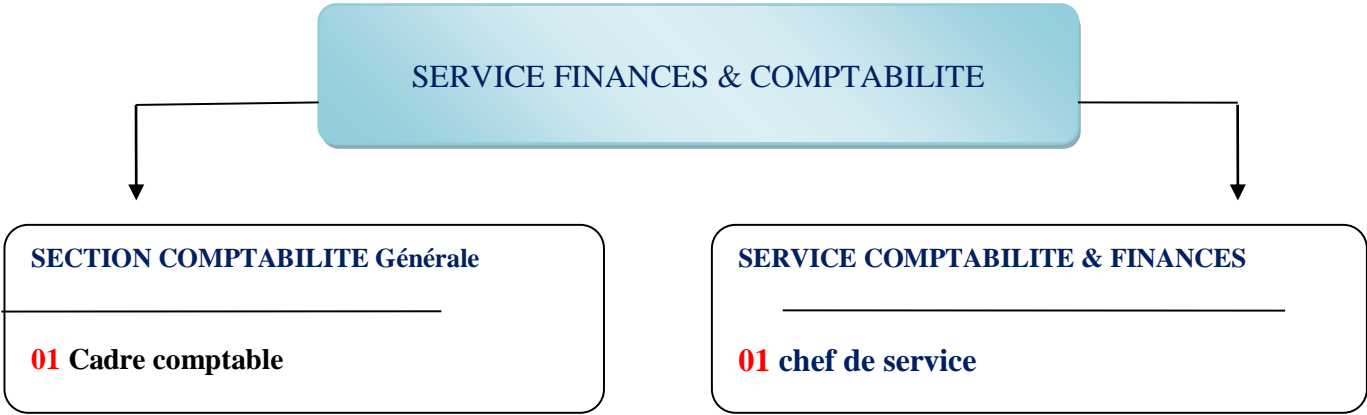 SERVICE FINANCES & COMPTABILITE
SECTION COMPTABILITE Générale
01 Cadre comptable
SERVICE COMPTABILITE & FINANCES
01 chef de service